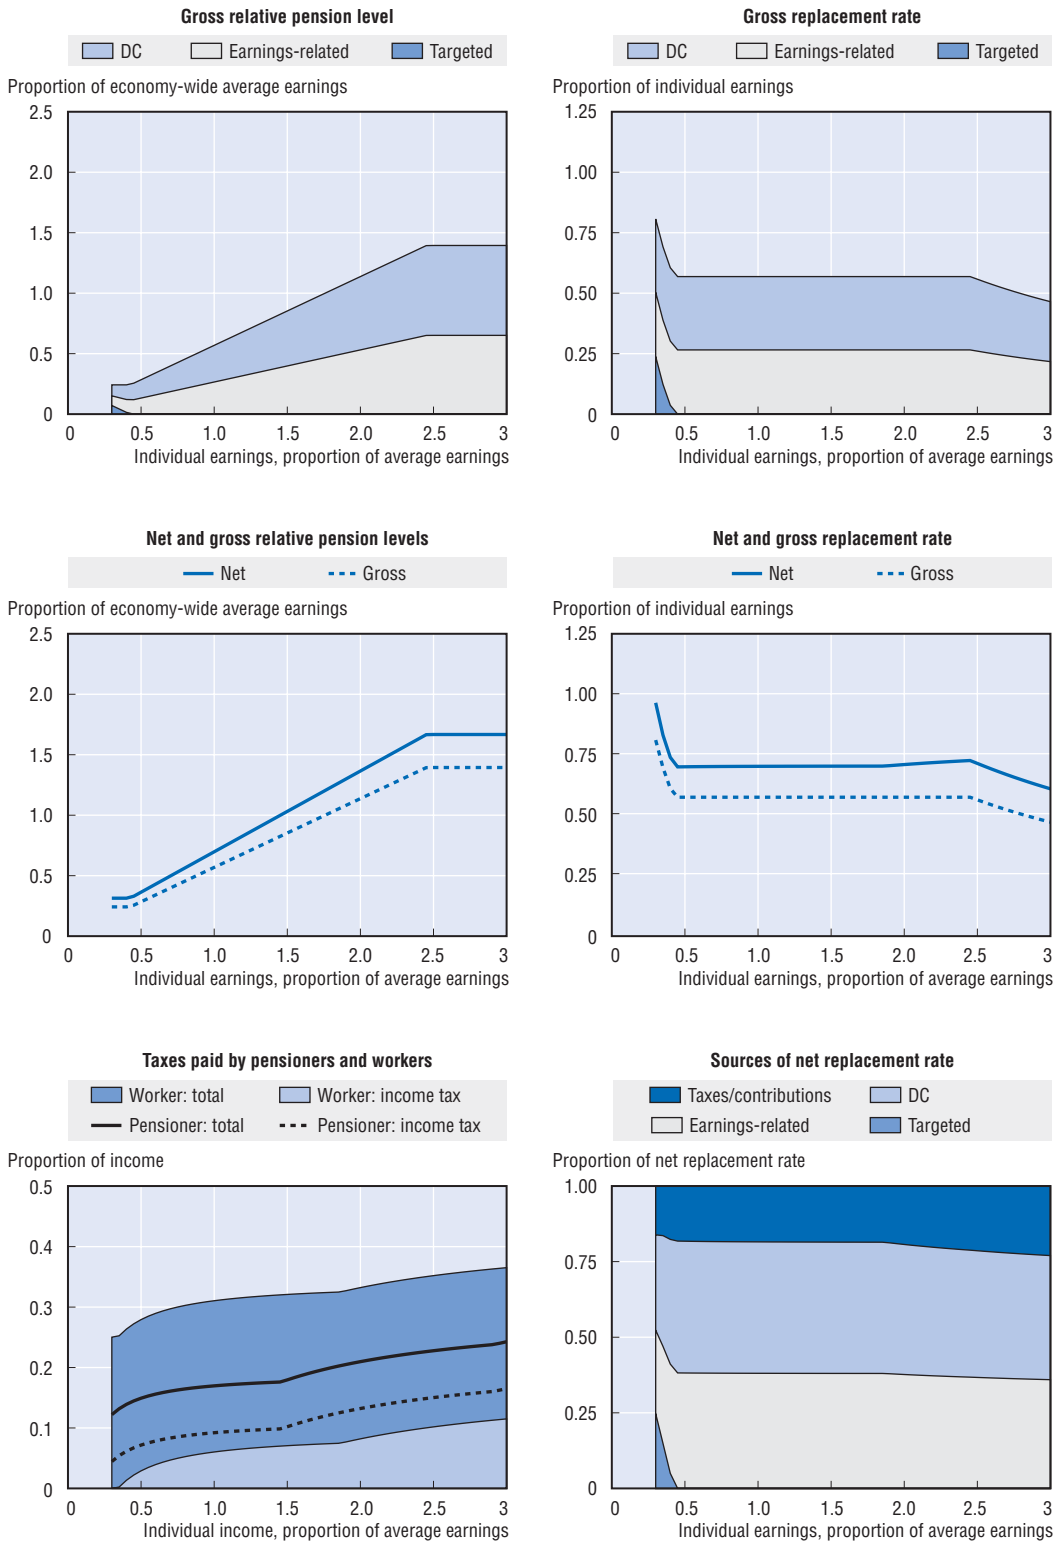 Gross relative pension level
DC Earnings-related Targeted
Proportion of economy-wide average earnings
2.5
2.0
1.5
1.0
0.5
0
0 0.5 1.0 1.5 2.0 2.5 3
Individual earnings, proportion of average earnings
Gross replacement rate
DC Earnings-related Targeted
Proportion of individual earnings
1.25
1.00
0.75
0.50
0.25
0
0 0.5 1.0 1.5 2.0 2.5 3
Individual earnings, proportion of average earnings
Net and gross relative pension levels
Net Gross
Proportion of economy-wide average earnings
2.5
2.0
1.5
1.0
0.5
0
0 0.5 1.0 1.5 2.0 2.5 3
Individual earnings, proportion of average earnings
Net and gross replacement rate
Net Gross
Proportion of individual earnings
1.25
1.00
0.75
0.50
0.25
0
0 0.5 1.0 1.5 2.0 2.5 3
Individual earnings, proportion of average earnings
Taxes paid by pensioners and workers
Worker: total Worker: income tax
Pensioner: total Pensioner: income tax
Proportion of income
0.5
0.4
0.3
0.2
0.1
0
0 0.5 1.0 1.5 2.0 2.5 3
Individual income, proportion of average earnings
Sources of net replacement rate
Taxes/contributions DC
Earnings-related Targeted
Proportion of net replacement rate
1.00
0.75
0.50
0.25
0
0 0.5 1.0 1.5 2.0 2.5 3
Individual earnings, proportion of average earnings